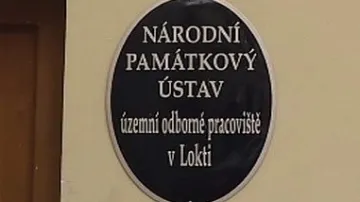 NÁRODNÍ
PAMÁTKOVÝ
ÚSTAV
územní odborné pracoviště
v Lokti